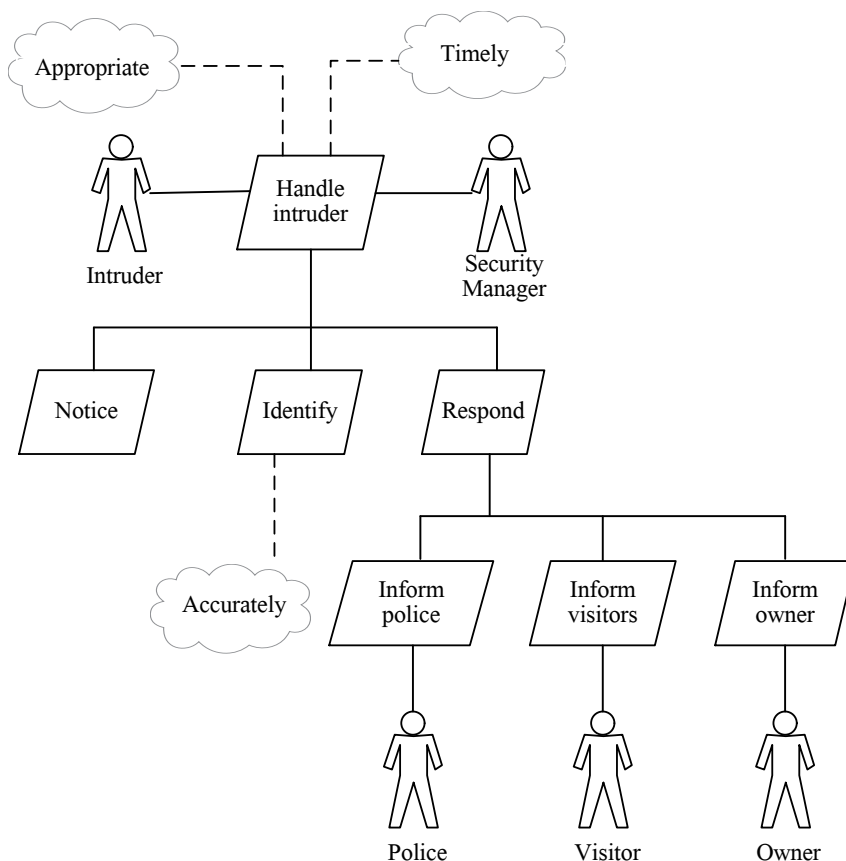 Appropriate
Timely
Handle
intruder
Intruder
Security
Manager
Notice
Identify
Respond
Accurately
Inform
police
Inform
visitors
Inform
owner
Police
Visitor
Owner